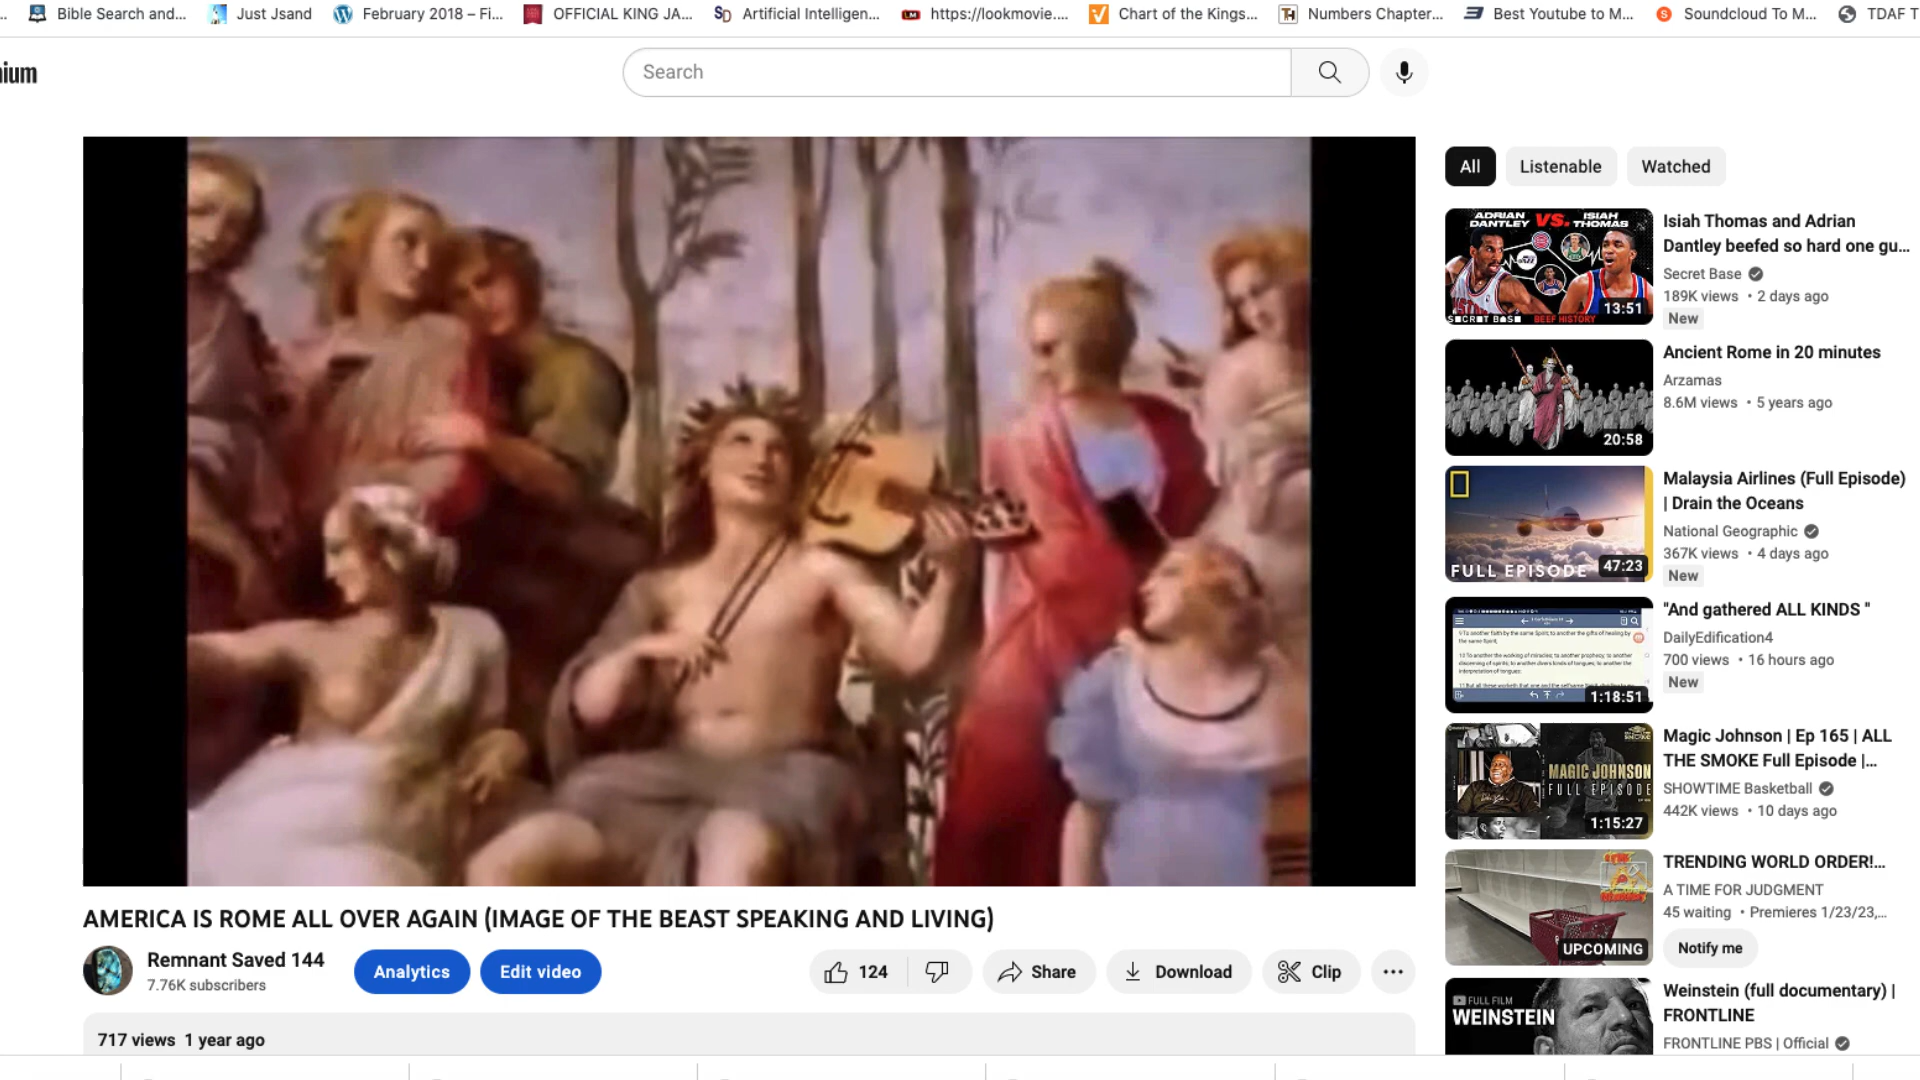 Bible Search and...
Just Jsand
February 2018 – Fi...
OFFICIAL KING JA...
Artificial Intelligen...
https://lookmovie....
Chart of the Kings...
Numbers Chapter...
Best Youtube to M...
Soundcloud To M...
TDAF T
Search
All
Listenable
Watched
ADRIAN DANTLEY VS. ISIAH THOMAS
SECRET BASE BEEF HISTORY
13:51
Isiah Thomas and Adrian
Dantley beefed so hard one gu...
Secret Base
189K views • 2 days ago
New
20:58
Ancient Rome in 20 minutes
Arzamas
8.6M views • 5 years ago
FULL EPISODE
47:23
Malaysia Airlines (Full Episode)
| Drain the Oceans
National Geographic
367K views • 4 days ago
New
1:18:51
"And gathered ALL KINDS "
DailyEdification4
700 views • 16 hours ago
New
MAGIC JOHNSON
FULL EPISODE
1:15:27
Magic Johnson | Ep 165 | ALL
THE SMOKE Full Episode |...
SHOWTIME Basketball
442K views • 10 days ago
UPCOMING
TRENDING WORLD ORDER!...
A TIME FOR JUDGMENT
45 waiting • Premieres 1/23/23,...
Notify me
FULL FILM
WEINSTEIN
Weinstein (full documentary) |
FRONTLINE
FRONTLINE PBS | Official
AMERICA IS ROME ALL OVER AGAIN (IMAGE OF THE BEAST SPEAKING AND LIVING)
Remnant Saved 144
7.76K subscribers
Analytics
Edit video
124
Share
Download
Clip
717 views 1 year ago